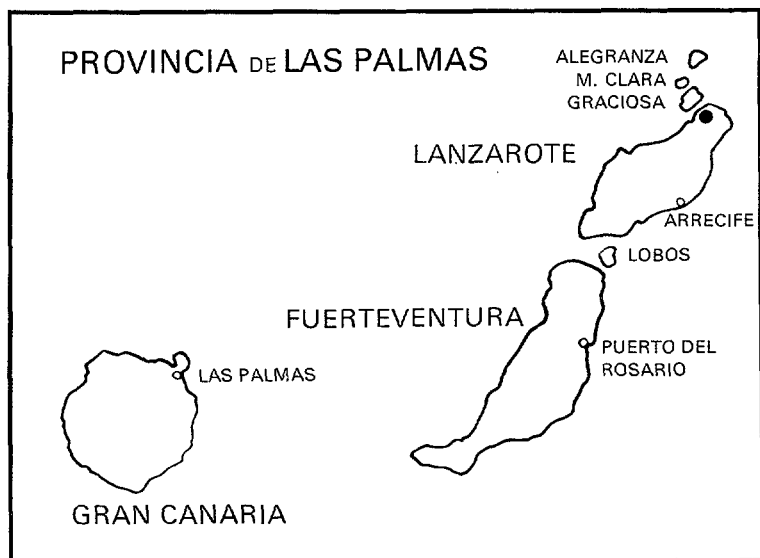 PROVINCIA DE LAS PALMAS
ALEGRANZA
M. CLARA
GRACIOSA
LANZAROTE
ARRECIFE
LOBOS
FUERTEVENTURA
PUERTO DEL
ROSARIO
LAS PALMAS
GRAN CANARIA